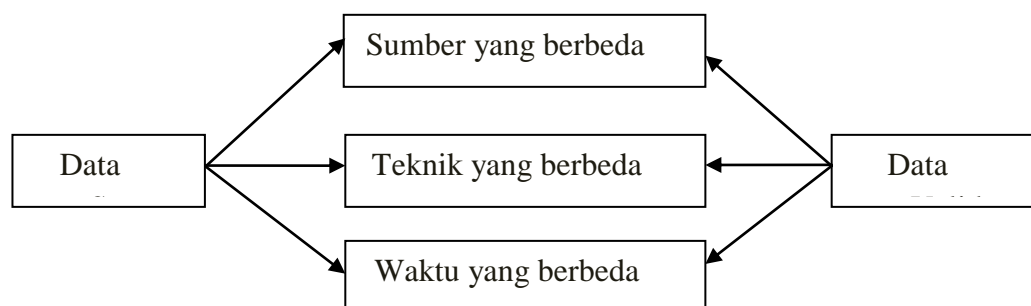 Sumber yang berbeda
Data
Teknik yang berbeda
Data
Waktu yang berbeda